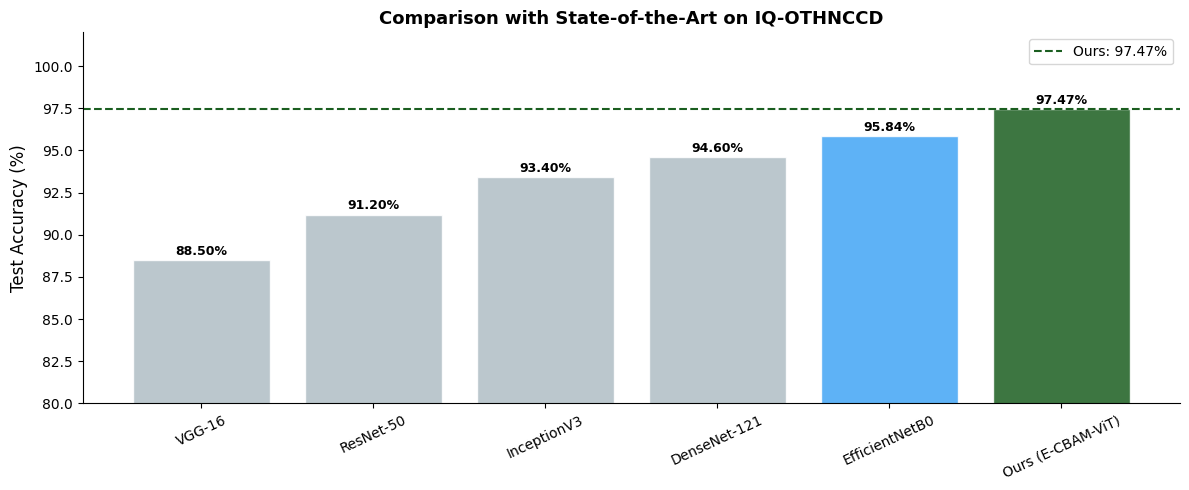 Comparison with State-of-the-Art on IQ-OTHNCCD
Ours: 97.47%
Test Accuracy (%)
100.0
97.5
95.0
92.5
90.0
87.5
85.0
82.5
80.0
88.50%
91.20%
93.40%
94.60%
95.84%
97.47%
VGG-16
ResNet-50
InceptionV3
DenseNet-121
EfficientNetB0
Ours (E-CBAM-ViT)